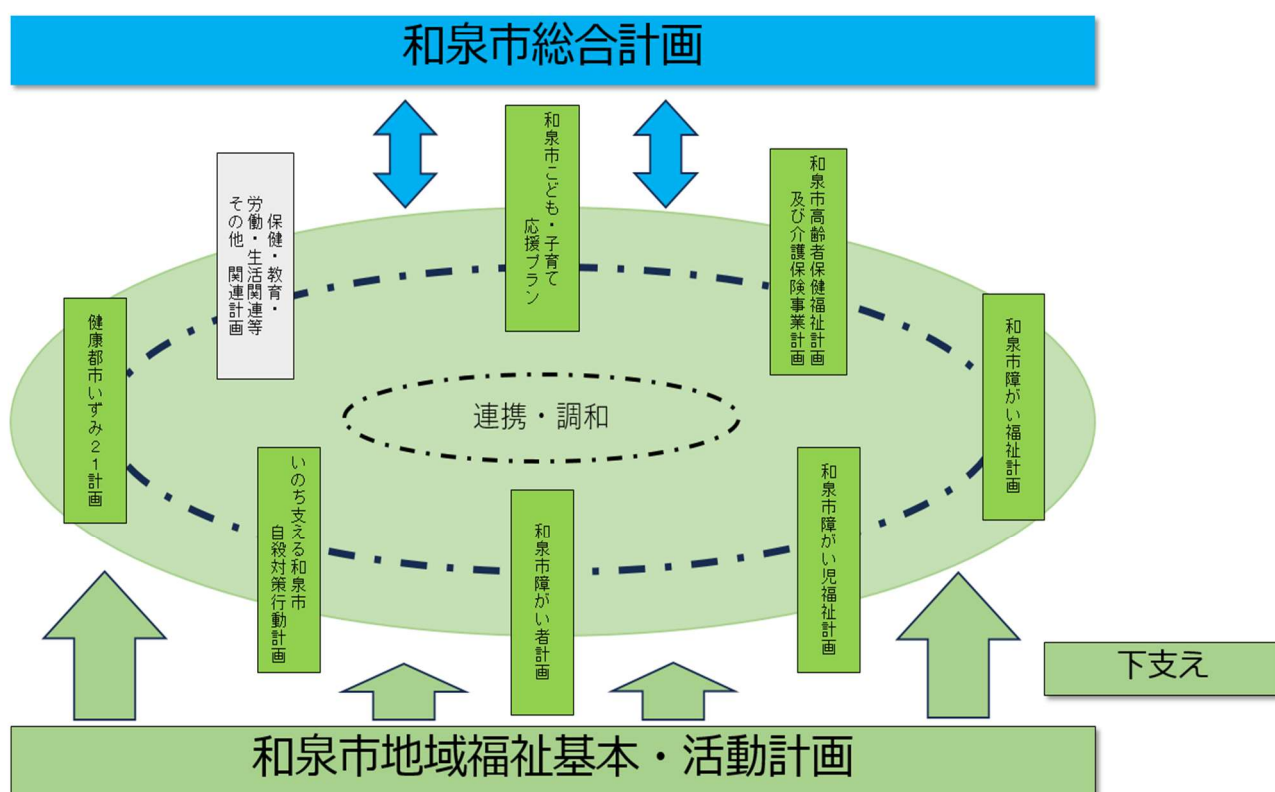 和泉市総合計画
保健・教育・
労働・生活関連等
その他　関連計画
和泉市こども・子育て
応援プラン
和泉市高齢者保健福祉計画
及び介護保険事業計画
健康都市いずみ２１計画
和泉市障がい福祉計画
連携・調和
いのち支える和泉市
自殺対策行動計画
和泉市障がい者計画
和泉市障がい児福祉計画
下支え
和泉市地域福祉基本・活動計画